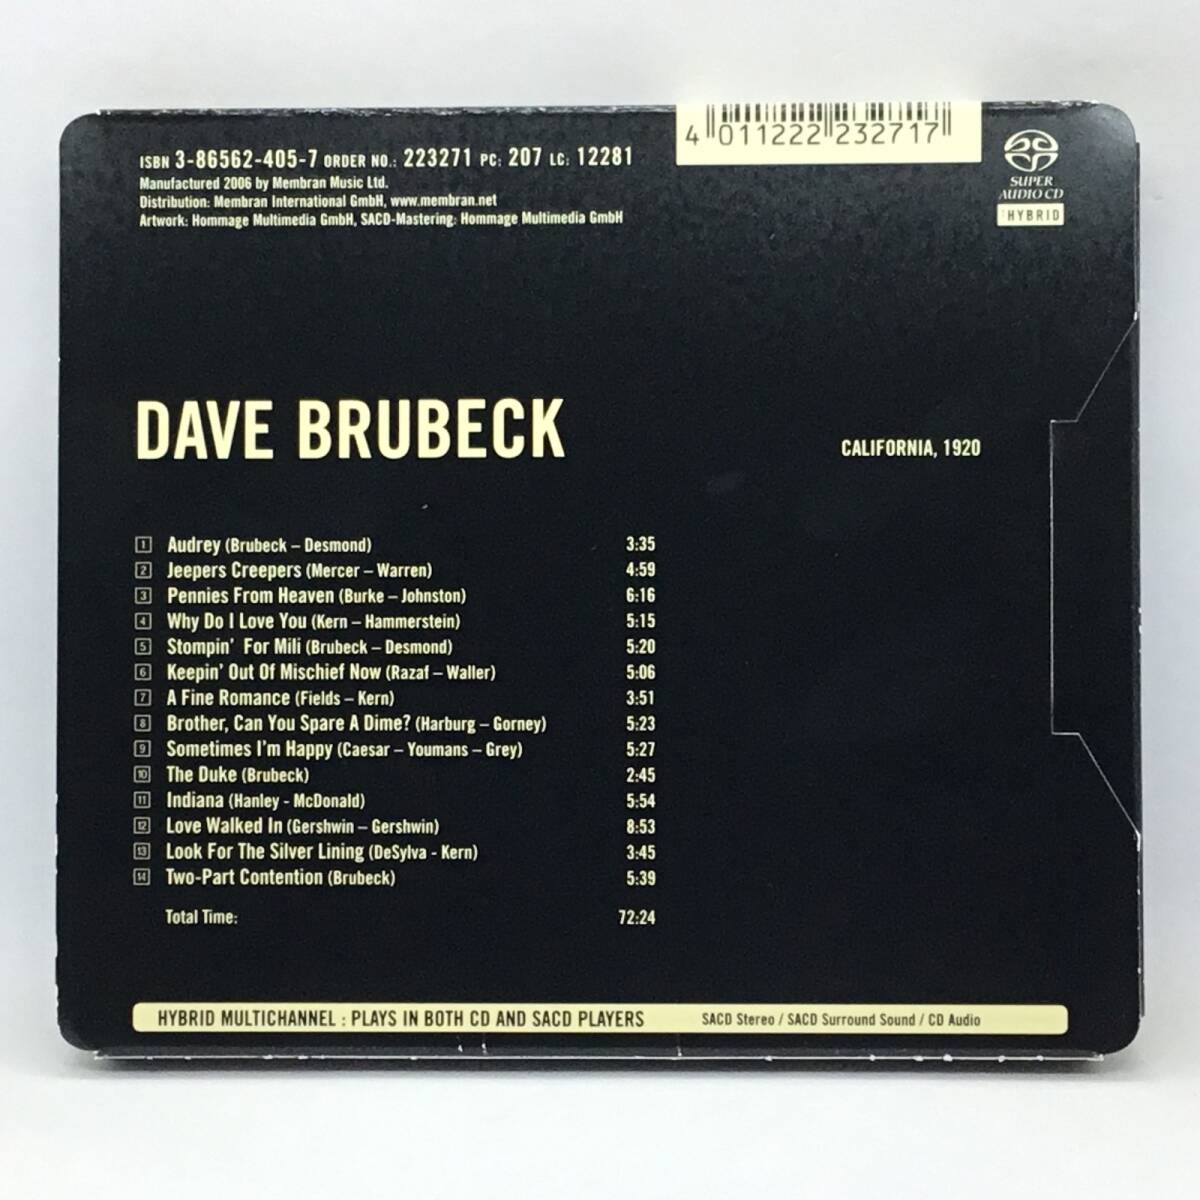 4 011222 232717
ISBN 3-86562-405-7 ORDER NO.: 223271 PC: 207 LC: 12281
Manufactured 2006 by Membran Music Ltd.
Distribution: Membran International GmbH, www.membran.net
Artwork: Hommage Multimedia GmbH, SACD-Mastering: Hommage Multimedia GmbH
SUPER
AUDIO CD
HYBRID
DAVE BRUBECK
CALIFORNIA, 1920
1 Audrey (Brubeck – Desmond) 3:35
2 Jeepers Creepers (Mercer – Warren) 4:59
3 Pennies From Heaven (Burke – Johnston) 6:16
4 Why Do I Love You (Kern – Hammerstein) 5:15
5 Stompin' For Mili (Brubeck – Desmond) 5:20
6 Keepin' Out Of Mischief Now (Razaf – Waller) 5:06
7 A Fine Romance (Fields – Kern) 3:51
8 Brother, Can You Spare A Dime? (Harburg – Gorney) 5:23
9 Sometimes I'm Happy (Caesar – Youmans – Grey) 5:27
10 The Duke (Brubeck) 2:45
11 Indiana (Hanley - McDonald) 5:54
12 Love Walked In (Gershwin – Gershwin) 8:53
13 Look For The Silver Lining (DeSylva - Kern) 3:45
14 Two-Part Contention (Brubeck) 5:39
Total Time: 72:24
HYBRID MULTICHANNEL : PLAYS IN BOTH CD AND SACD PLAYERS SACD Stereo / SACD Surround Sound / CD Audio